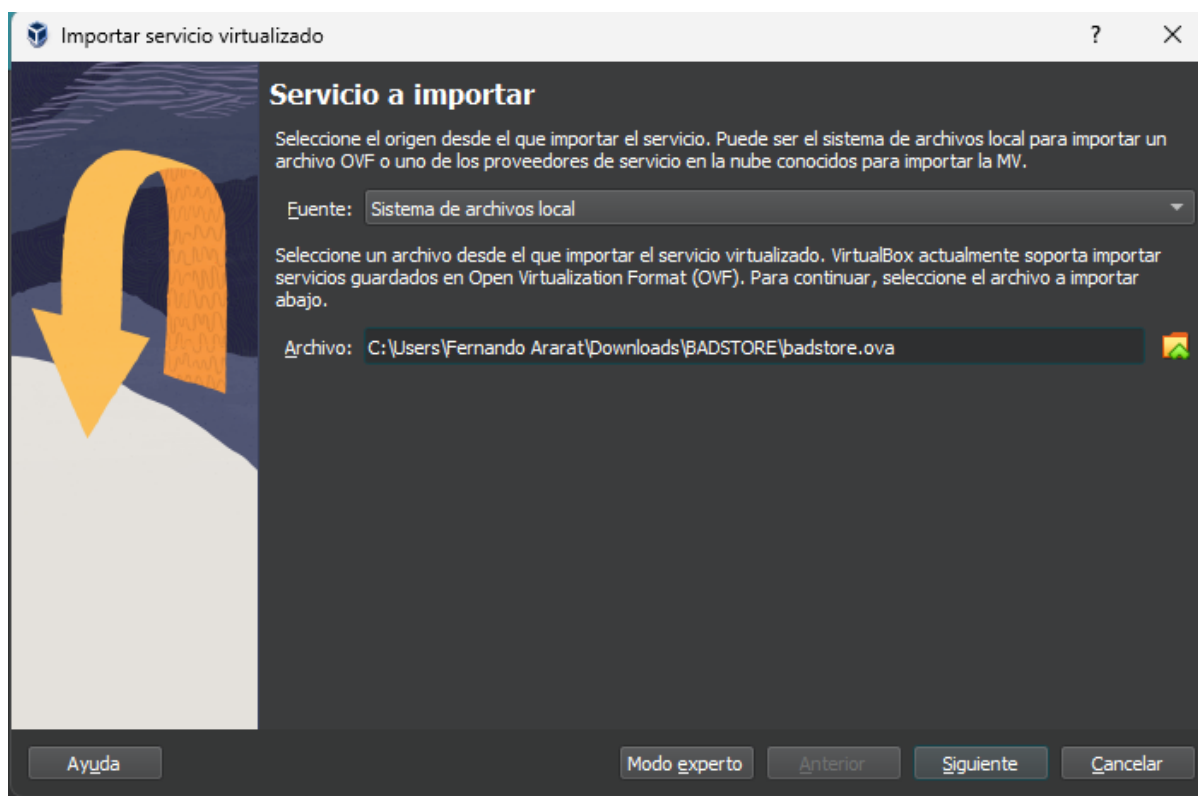 Importar servicio virtualizado
?
Servicio a importar
Seleccione el origen desde el que importar el servicio. Puede ser el sistema de archivos local para importar un
archivo OVF o uno de los proveedores de servicio en la nube conocidos para importar la MV.
Fuente: Sistema de archivos local
Seleccione un archivo desde el que importar el servicio virtualizado. VirtualBox actualmente soporta importar
servicios guardados en Open Virtualization Format (OVF). Para continuar, seleccione el archivo a importar
abajo.
Archivo: C:\Users\Fernando Ararat\Downloads\BADSTORE\badstore.ova
Ayuda Modo experto Anterior Siguiente Cancelar